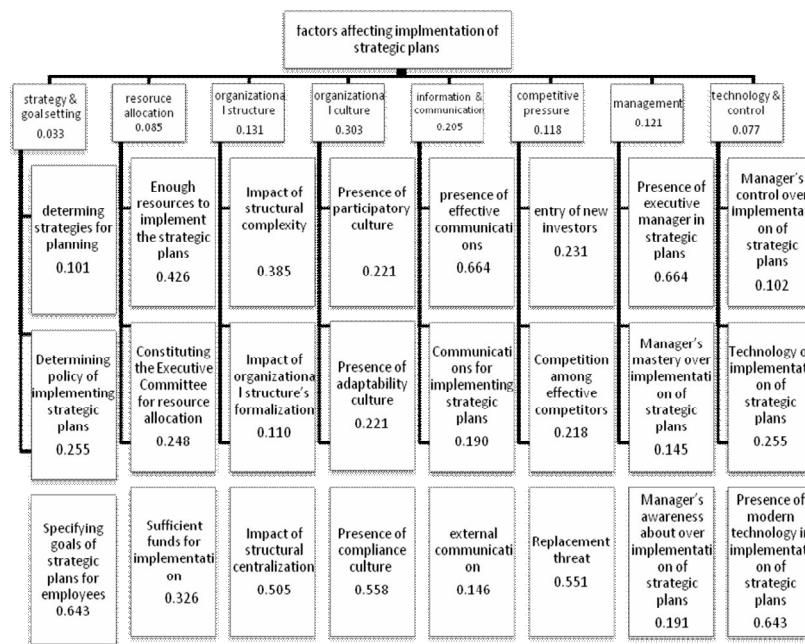 factors affecting implmentation of
strategic plans
strategy &
goal setting
0.033
resoruce
allocation
0.085
organizationa
l structure
0.131
organizationa
l culture
0.303
information &
communication
0.205
competitive
pressure
0.118
management
0.121
technology &
control
0.077
determing
strategies for
planning
0.101
Enough
resources to
implement
the strategic
plans
0.426
Impact of
structural
complexity
0.385
Presence of
participatory
culture
0.221
presence of
effective
communicati
ons
0.664
entry of new
investors
0.231
Presence of
executive
manager in
strategic
plans
0.664
Manager's
control over
implementati
on of
strategic
plans
0.102
Determining
policy of
implementing
strategic
plans
0.255
Constituting
the Executive
Committee
for resource
allocation
0.248
Impact of
organizationa
l structure's
formalization
0.110
Presence of
adaptability
culture
0.221
Communicati
ons for
implementing
strategic
plans
0.190
Competition
among
effective
competitors
0.218
Manager's
mastery over
implementati
on of
strategic
plans
0.145
Technology of
implementati
on of
strategic
plans
0.255
Specifying
goals of
strategic
plans for
employees
0.643
Sufficient
funds for
implementati
on
0.326
Impact of
structural
centralization
0.505
Presence of
compliance
culture
0.558
external
communicati
on
0.146
Replacement
threat
0.551
Manager's
awareness
about over
implementati
on of
strategic
plans
0.191
Presence of
modern
technology in
implementati
on of
strategic
plans
0.643